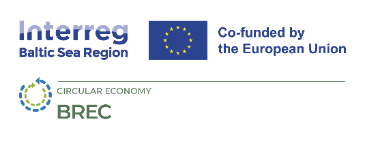 Interreg
Baltic Sea Region
Co-funded by
the European Union
CIRCULAR ECONOMY
BREC